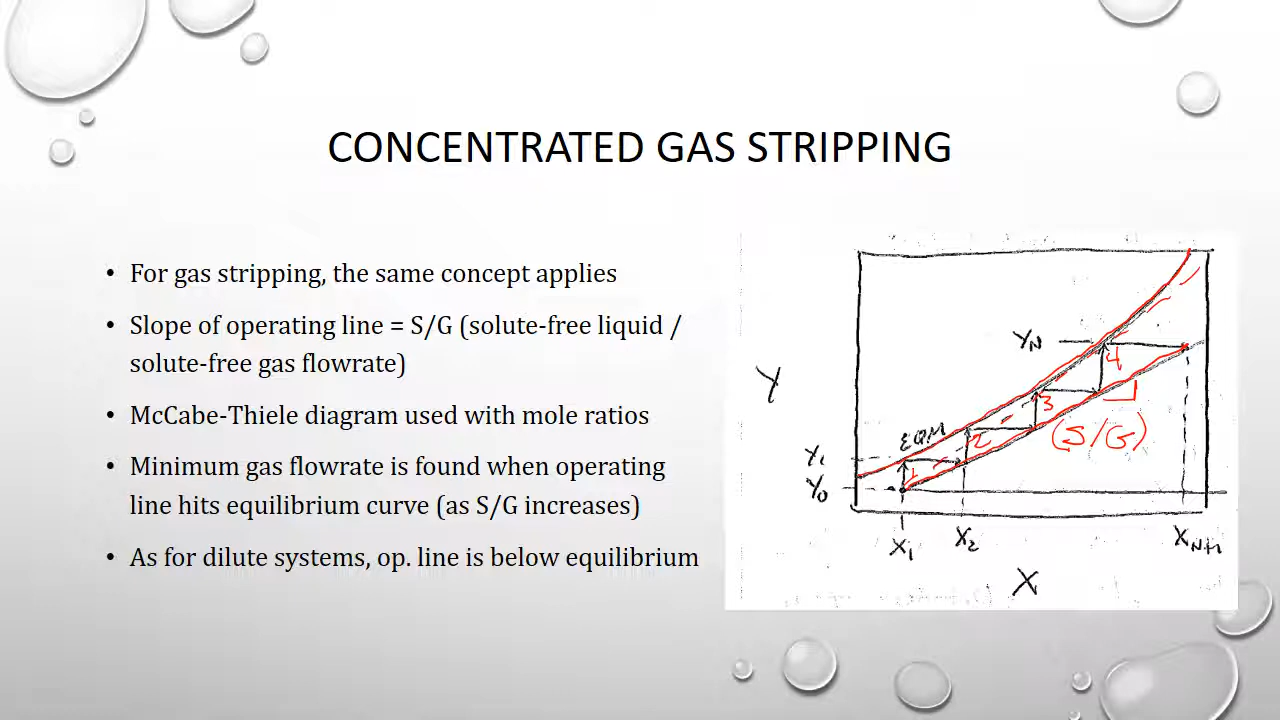 CONCENTRATED GAS STRIPPING
• For gas stripping, the same concept applies
• Slope of operating line = S/G (solute-free liquid /
solute-free gas flowrate)
• McCabe-Thiele diagram used with mole ratios
• Minimum gas flowrate is found when operating
line hits equilibrium curve (as S/G increases)
• As for dilute systems, op. line is below equilibrium
YN
4
Y
3
(S/G)
EQM
2
Y1
1
Y0
X1
X2
XN+1
X